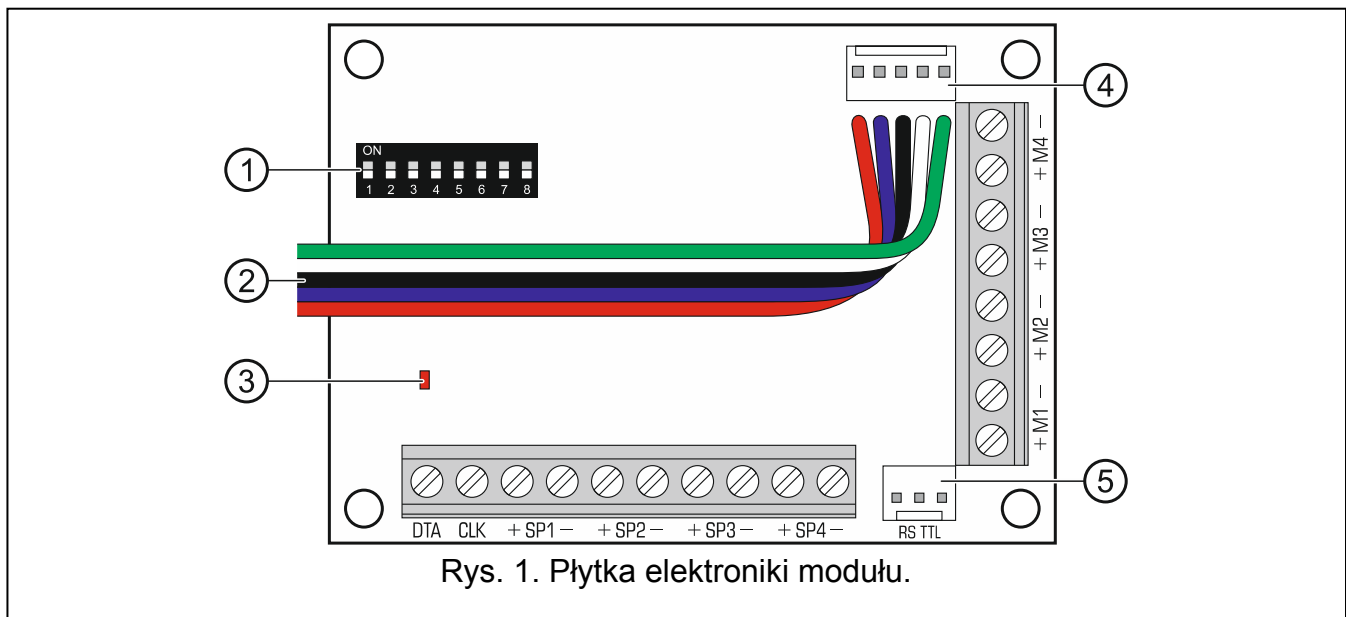 ON
1 2 3 4 5 6 7 8
1
2
3
4
5
+ M4 −
+ M3 −
+ M2 −
+ M1 −
DTA CLK + SP1 − + SP2 − + SP3 − + SP4 −
RS TTL
Rys. 1. Płytka elektroniki modułu.